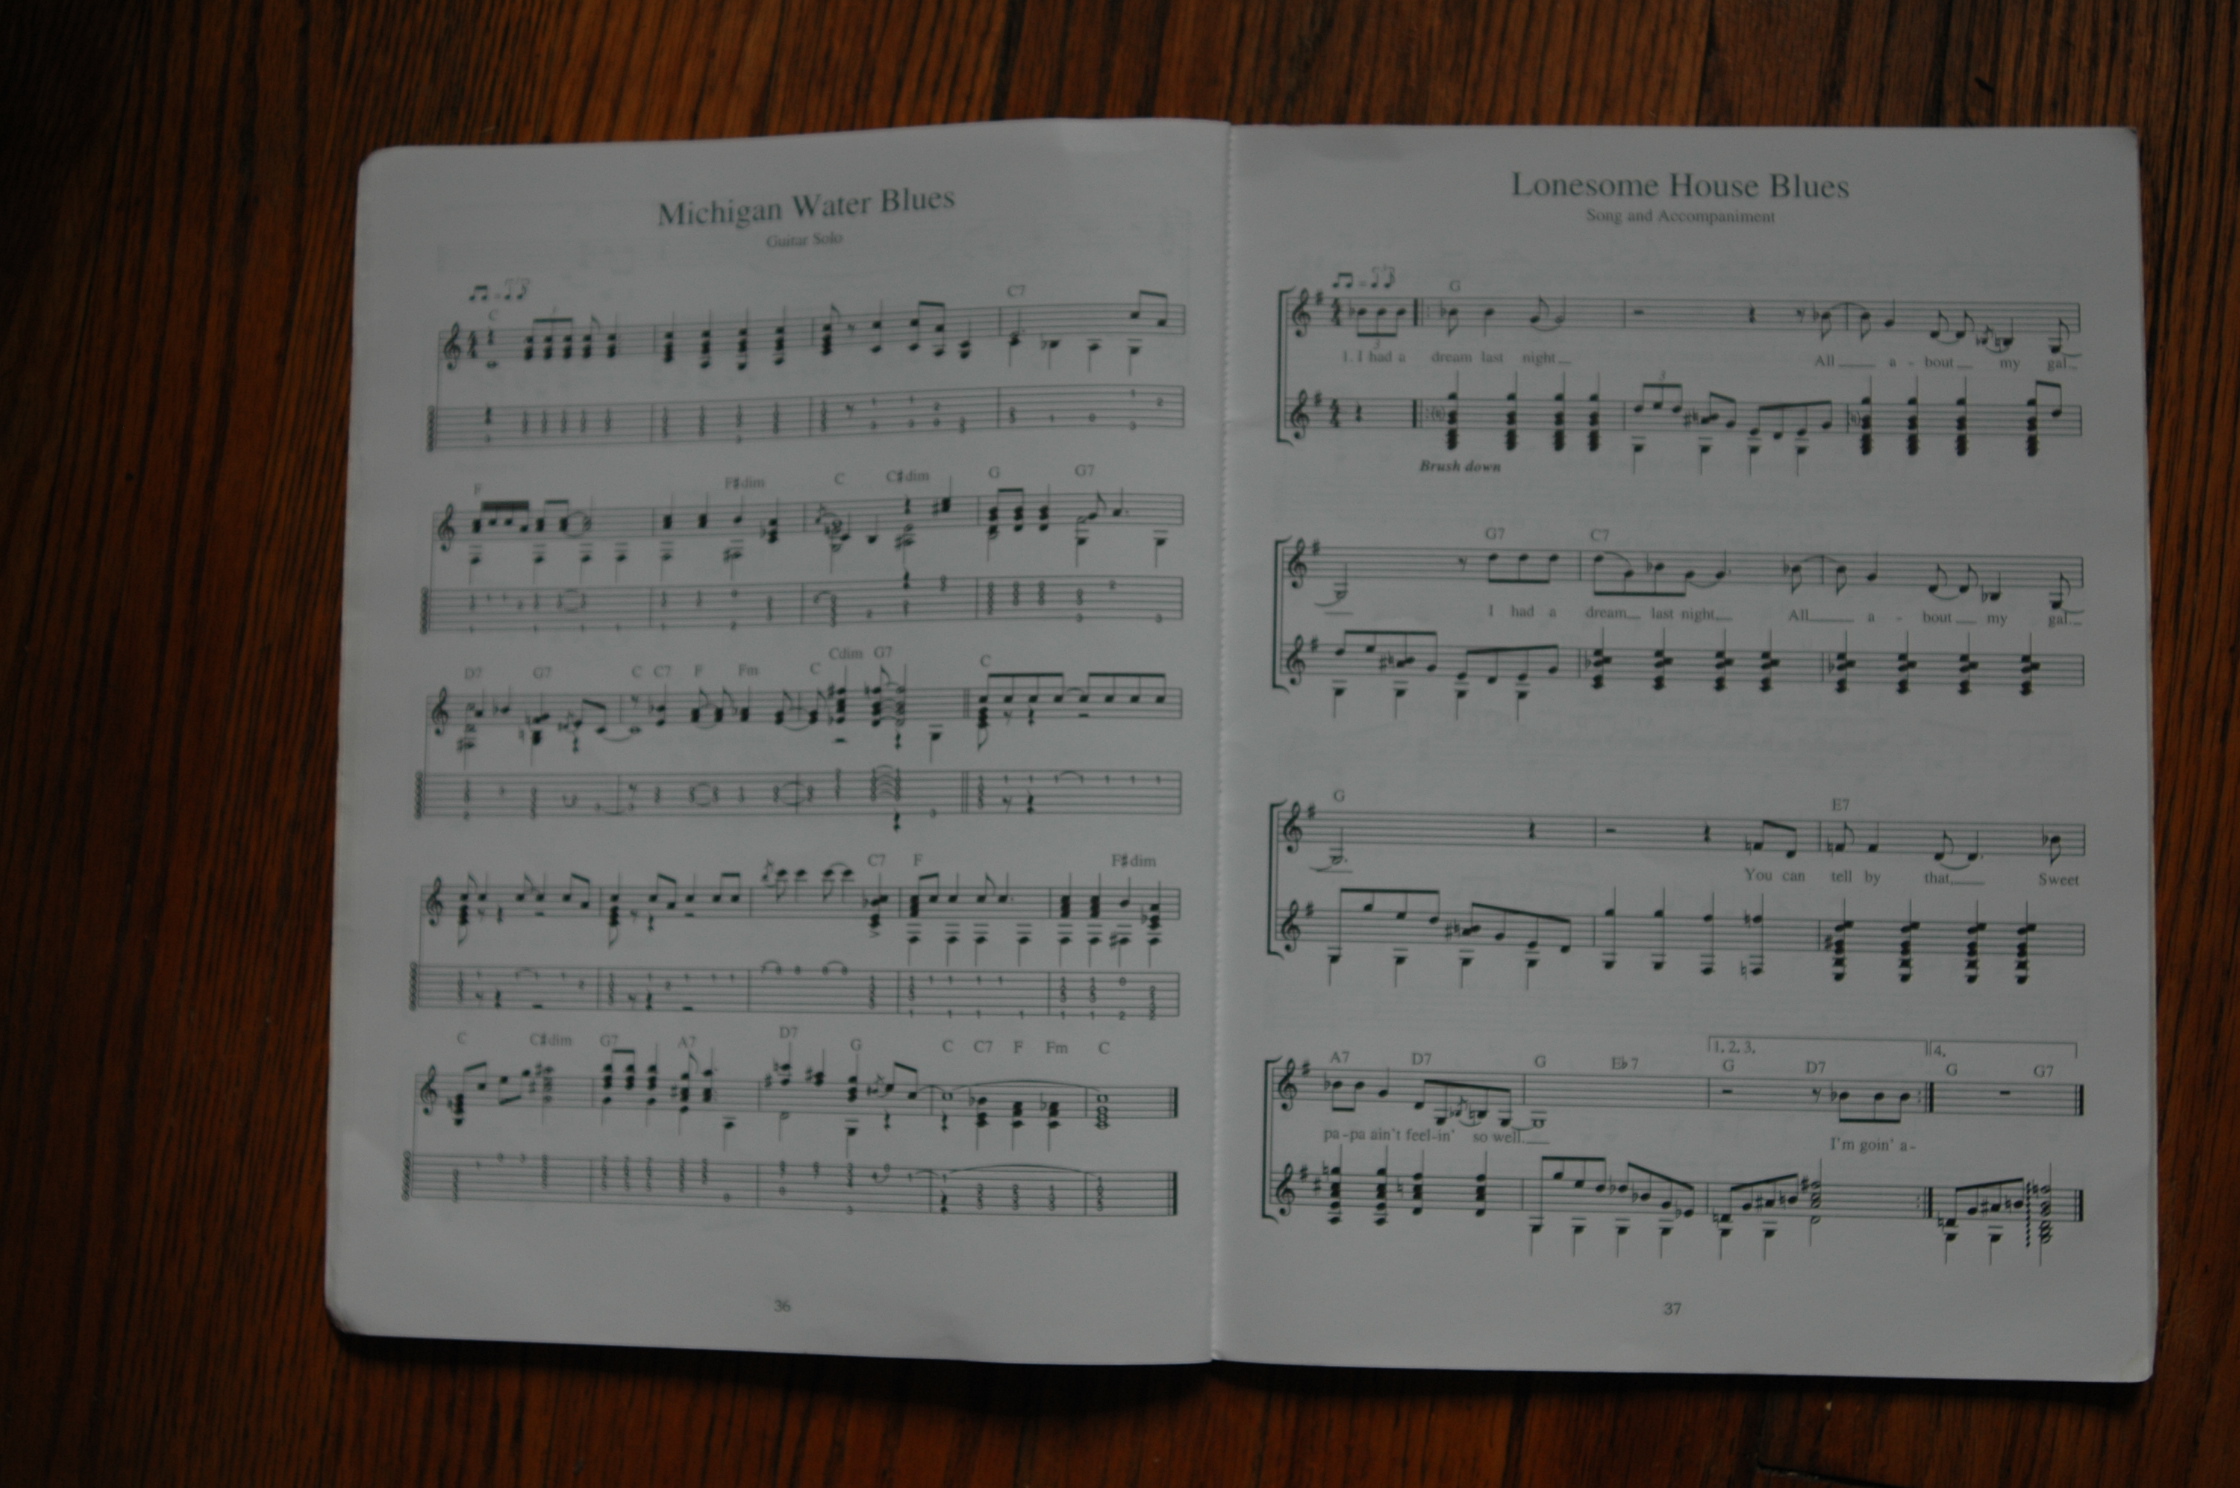 Michigan Water Blues
Guitar Solo
C C7
F F#dim C C#dim G G7
D7 G7 C C7 F Fm C Cdim G7 C
C7 F F#dim
C C#dim G7 A7 D7 G C C7 F Fm C
36
Lonesome House Blues
Song and Accompaniment
G
1. I had a dream last night All a - bout my gal
Brush down
G7 C7
I had a dream last night All a - bout my gal
G E7
You can tell by that Sweet
A7 D7 G E♭7 1, 2, 3. G D7 4. G G7
pa-pa ain't feel-in' so well I'm goin' a-
37